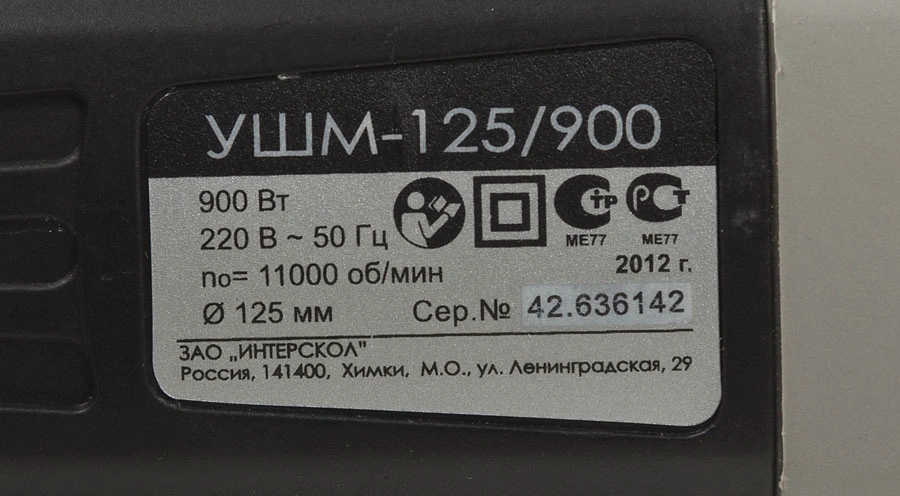 УШМ-125/900
900 Вт
220 В ~ 50 Гц
no= 11000 об/мин
Ø 125 мм
ME77
ME77
2012 г.
Сер.№ 42.636142
ЗАО „ИНТЕРСКОЛ"
Россия, 141400, Химки, М.О., ул. Ленинградская, 29